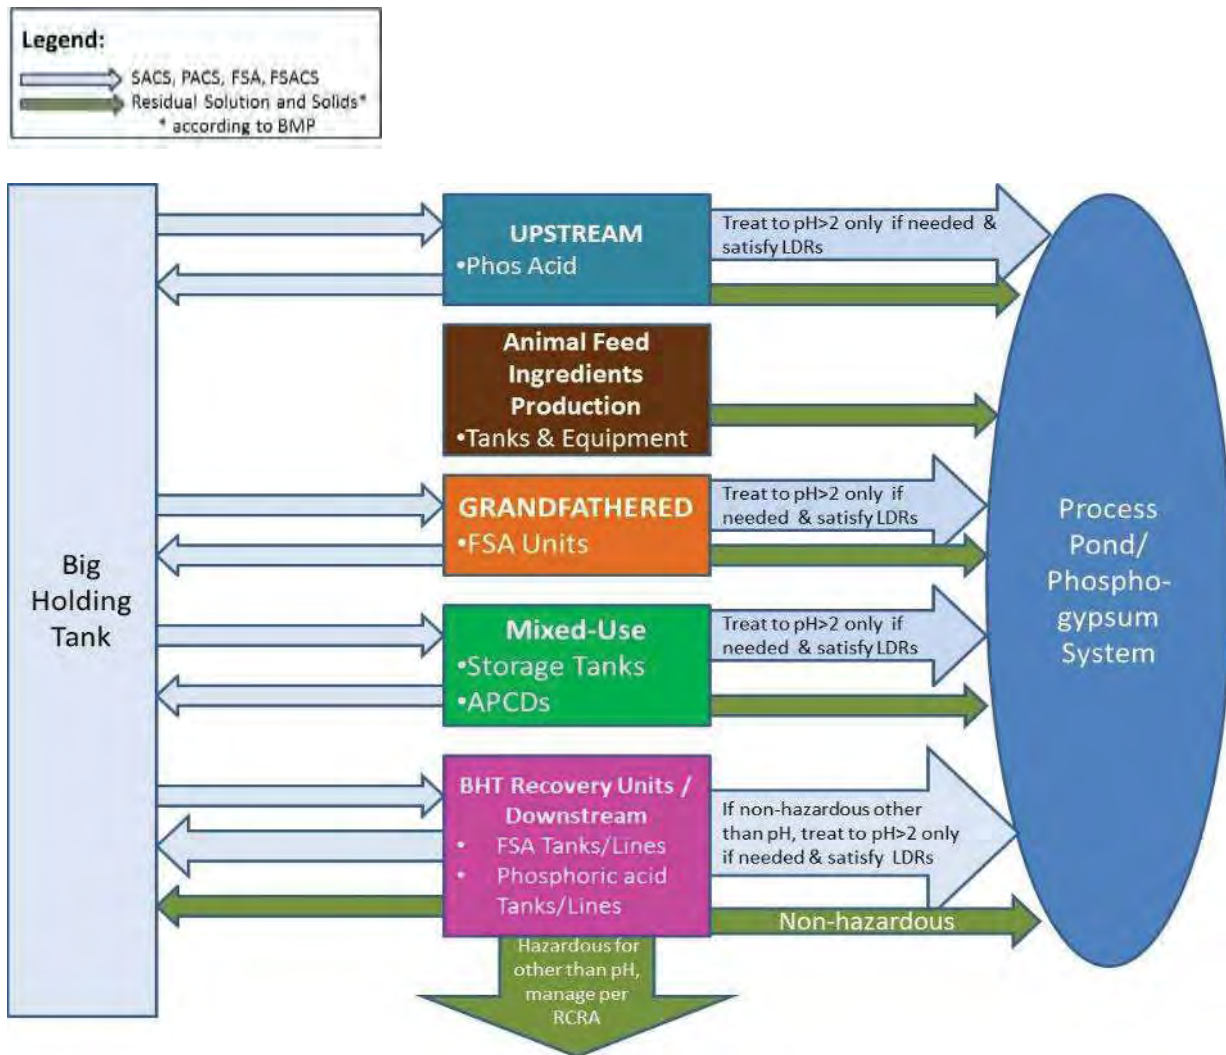 Legend:
SACS, PACS, FSA, FSACS
Residual Solution and Solids*
* according to BMP
Big
Holding
Tank
UPSTREAM
•Phos Acid
Treat to pH>2 only if needed &
satisfy LDRs
Animal Feed
Ingredients
Production
•Tanks & Equipment
GRANDFATHERED
•FSA Units
Treat to pH>2 only if
needed & satisfy LDRs
Mixed-Use
•Storage Tanks
•APCDs
Treat to pH>2 only if
needed & satisfy LDRs
BHT Recovery Units /
Downstream
• FSA Tanks/Lines
• Phosphoric acid
Tanks/Lines
If non-hazardous other
than pH, treat to pH>2 only
if needed & satisfy LDRs
Non-hazardous
Hazardous for
other than pH,
manage per
RCRA
Process
Pond/
Phospho-
gypsum
System